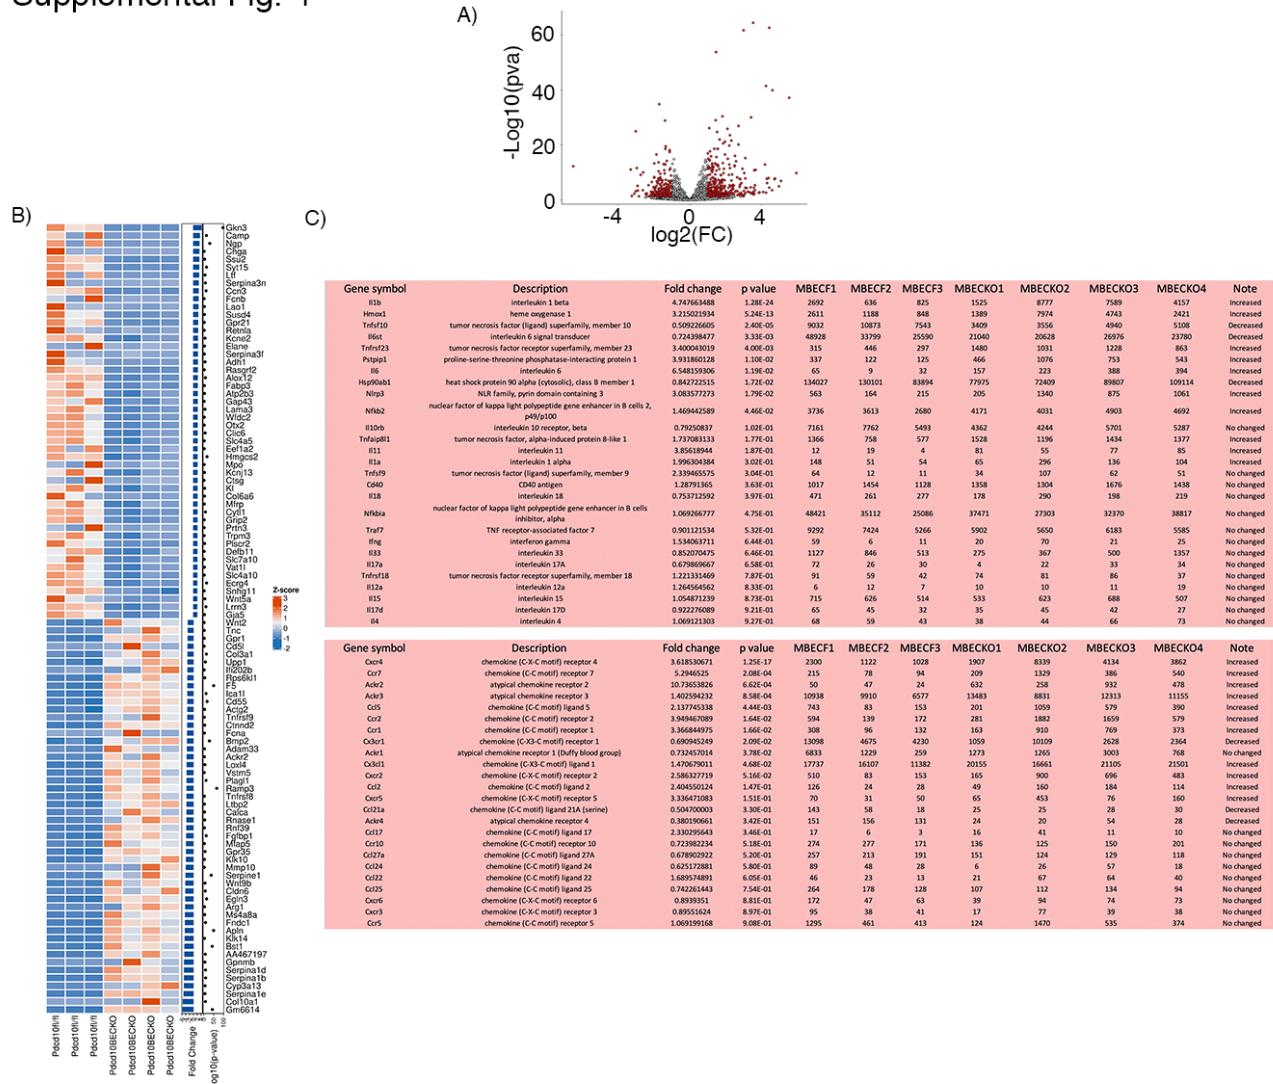 Supplemental Fig. 4
A)
60
40
20
0
-Log10(pva)
-4 0 4
log2(FC)
B)
Gkn3
Camp
Ngp
Chga
Ssu2
Syt15
Ltf
Serpina3n
Ccn3
Fcnb
Lao1
Susd4
Gpr21
Retnla
Kcne2
Elane
Serpina3f
Adh1
Rasgrf2
Alox12
Fabp3
Atp2b3
Gap43
Lama3
Wfdc2
Otx2
Clic6
Slc4a5
Eef1a2
Hmgcs2
Mpo
Kcnj13
Ctsg
Kl
Col6a6
Mfrp
Cytl1
Grip2
Prtn3
Trpm3
Plscr2
Defb11
Slc7a10
Vat1l
Slc4a10
Ecrg4
Snhg11
Wnt5a
Lrrn3
Gja5
Wnt2
Tnc
Gpr1
Cd5l
Col3a1
Upp1
Ifi202b
Rps6kl1
F5
Ica1l
Cd55
Actg2
Tnfrsf9
Ctnnd2
Fcna
Bmp2
Adam33
Ackr2
Loxl4
Vstm5
Plagl1
Ramp3
Tnfrsf8
Ltbp2
Calca
Rnase1
Rnf39
Fgfbp1
Mfap5
Gpr35
Klk10
Mmp10
Serpine1
Wnt9b
Cldn6
Egln3
Arg1
Ms4a8a
Fndc1
Apln
Klk14
Bst1
AA467197
Gpnmb
Serpina1d
Serpina1b
Cyp3a13
Serpina1e
Col10a1
Gm6614
Z-score
3
2
1
0
-1
-2
0 50 100
Pdcd10fl/fl
Pdcd10fl/fl
Pdcd10fl/fl
Pdcd10BECKO
Pdcd10BECKO
Pdcd10BECKO
Pdcd10BECKO
Fold Change
og10(p-value)
C)
Gene symbol Description Fold change p value MBECF1 MBECF2 MBECF3 MBECKO1 MBECKO2 MBECKO3 MBECKO4 Note
Il1b interleukin 1 beta 4.747663488 1.28E-24 2692 636 825 1525 8777 7589 4157 Increased
Hmox1 heme oxygenase 1 3.215021934 5.24E-13 2611 1188 848 1389 7974 4743 2421 Increased
Tnfsf10 tumor necrosis factor (ligand) superfamily, member 10 0.509226605 2.40E-05 9032 10873 7543 3409 3556 4940 5108 Decreased
Il6st interleukin 6 signal transducer 0.724398477 3.33E-03 48928 33799 25590 21040 20628 26976 23780 Decreased
Tnfrsf23 tumor necrosis factor receptor superfamily, member 23 3.400043019 4.00E-03 315 446 297 1480 1031 1228 863 Increased
Pstpip1 proline-serine-threonine phosphatase-interacting protein 1 3.931860128 1.10E-02 337 122 125 466 1076 753 543 Increased
Il6 interleukin 6 6.548159306 1.19E-02 65 9 32 157 223 388 394 Increased
Hsp90ab1 heat shock protein 90 alpha (cytosolic), class B member 1 0.842722515 1.72E-02 134027 130101 83894 77975 72409 89807 109114 Decreased
Nlrp3 NLR family, pyrin domain containing 3 3.083577273 1.79E-02 563 164 215 205 1340 875 1061 Increased
Nfkb2 nuclear factor of kappa light polypeptide gene enhancer in B cells 2, p49/p100 1.469442589 4.46E-02 3736 3613 2680 4171 4031 4903 4692 Increased
Il10rb interleukin 10 receptor, beta 0.79250837 1.02E-01 7161 7762 5493 4362 4244 5701 5287 No changed
Tnfaip8l1 tumor necrosis factor, alpha-induced protein 8-like 1 1.737083133 1.77E-01 1366 758 577 1528 1196 1434 1377 Increased
Il11 interleukin 11 3.85618944 1.87E-01 12 19 4 81 55 77 85 Increased
Il1a interleukin 1 alpha 1.996304384 3.02E-01 148 51 54 65 296 136 104 Increased
Tnfsf9 tumor necrosis factor (ligand) superfamily, member 9 2.339465575 3.04E-01 64 12 11 34 107 62 51 No changed
Cd40 CD40 antigen 1.28791365 3.63E-01 1017 1454 1128 1358 1304 1676 1438 No changed
Il18 interleukin 18 0.753712592 3.97E-01 471 261 277 178 290 198 219 No changed
Nfkbia nuclear factor of kappa light polypeptide gene enhancer in B cells inhibitor, alpha 1.069266777 4.75E-01 48421 35112 25086 37471 27303 32370 38817 No changed
Traf7 TNF receptor-associated factor 7 0.901121534 5.32E-01 9292 7424 5266 5902 5650 6183 5585 No changed
Ifng interferon gamma 1.534063711 6.44E-01 59 6 11 20 70 21 25 No changed
Il33 interleukin 33 0.852070475 6.46E-01 1127 846 513 275 367 500 1357 No changed
Il17a interleukin 17A 0.679869667 6.58E-01 72 26 30 4 22 33 34 No changed
Tnfrsf18 tumor necrosis factor receptor superfamily, member 18 1.221331469 7.87E-01 91 59 42 74 81 86 37 No changed
Il12a interleukin 12a 1.264564562 8.33E-01 6 12 7 10 10 11 19 No changed
Il15 interleukin 15 1.054871239 8.73E-01 715 626 514 533 623 688 507 No changed
Il17d interleukin 17D 0.922276089 9.21E-01 65 45 32 35 45 42 27 No changed
Il4 interleukin 4 1.069121303 9.27E-01 68 59 43 38 44 66 73 No changed
Gene symbol Description Fold change p value MBECF1 MBECF2 MBECF3 MBECKO1 MBECKO2 MBECKO3 MBECKO4 Note
Cxcr4 chemokine (C-X-C motif) receptor 4 3.618530671 1.25E-17 2300 1122 1028 1907 8339 4134 3862 Increased
Ccr7 chemokine (C-C motif) receptor 7 5.2946525 2.08E-04 215 78 94 209 1329 386 540 Increased
Ackr2 atypical chemokine receptor 2 10.73653826 6.62E-04 50 47 24 632 258 932 478 Increased
Ackr3 atypical chemokine receptor 3 1.402594232 8.58E-04 10938 9910 6577 13483 8831 12313 11155 Increased
Ccl5 chemokine (C-C motif) ligand 5 2.137745338 4.44E-03 743 83 153 201 1059 579 390 Increased
Ccr2 chemokine (C-C motif) receptor 2 3.949467089 1.64E-02 594 139 172 281 1882 1659 579 Increased
Ccr1 chemokine (C-C motif) receptor 1 3.366844975 1.66E-02 308 96 132 163 910 769 373 Increased
Cx3cr1 chemokine (C-X3-C motif) receptor 1 0.690945249 2.09E-02 13098 4675 4230 1059 10109 2628 2364 Decreased
Ackr1 atypical chemokine receptor 1 (Duffy blood group) 0.732457014 3.78E-01 6833 1229 259 1273 1265 3003 768 No changed
Cx3cl1 chemokine (C-X3-C motif) ligand 1 1.470679011 4.68E-02 17737 16107 11382 20155 16661 21105 21501 Increased
Cxcr2 chemokine (C-X-C motif) receptor 2 2.586327719 5.16E-02 510 83 153 165 900 696 483 Increased
Ccl2 chemokine (C-C motif) ligand 2 2.404550124 1.47E-01 126 24 28 49 160 184 114 Increased
Cxcr5 chemokine (C-X-C motif) receptor 5 3.336471083 1.51E-01 70 31 50 65 453 76 160 Increased
Ccl21a chemokine (C-C motif) ligand 21A (serine) 0.504700003 3.30E-01 143 58 18 25 25 28 30 Decreased
Ackr4 atypical chemokine receptor 4 0.380190661 3.42E-01 151 156 131 24 20 54 28 Decreased
Ccl17 chemokine (C-C motif) ligand 17 2.330295643 3.46E-01 17 6 3 16 41 11 10 No changed
Ccr10 chemokine (C-C motif) receptor 10 0.723982234 5.18E-01 274 277 171 136 125 150 201 No changed
Ccl27a chemokine (C-C motif) ligand 27A 0.678902922 5.20E-01 257 213 191 151 124 129 118 No changed
Ccl24 chemokine (C-C motif) ligand 24 0.625172881 5.80E-01 89 48 28 6 26 57 18 No changed
Ccl22 chemokine (C-C motif) ligand 22 1.689574891 6.05E-01 46 23 13 21 67 64 40 No changed
Ccl25 chemokine (C-C motif) ligand 25 0.742261443 7.54E-01 264 178 128 107 112 134 94 No changed
Cxcr6 chemokine (C-X-C motif) receptor 6 0.8939351 8.81E-01 172 47 63 39 94 74 73 No changed
Cxcr3 chemokine (C-X-C motif) receptor 3 0.89551624 8.97E-01 95 38 41 17 77 39 38 No changed
Ccr5 chemokine (C-C motif) receptor 5 1.069199168 9.08E-01 1295 461 413 124 1470 535 374 No changed